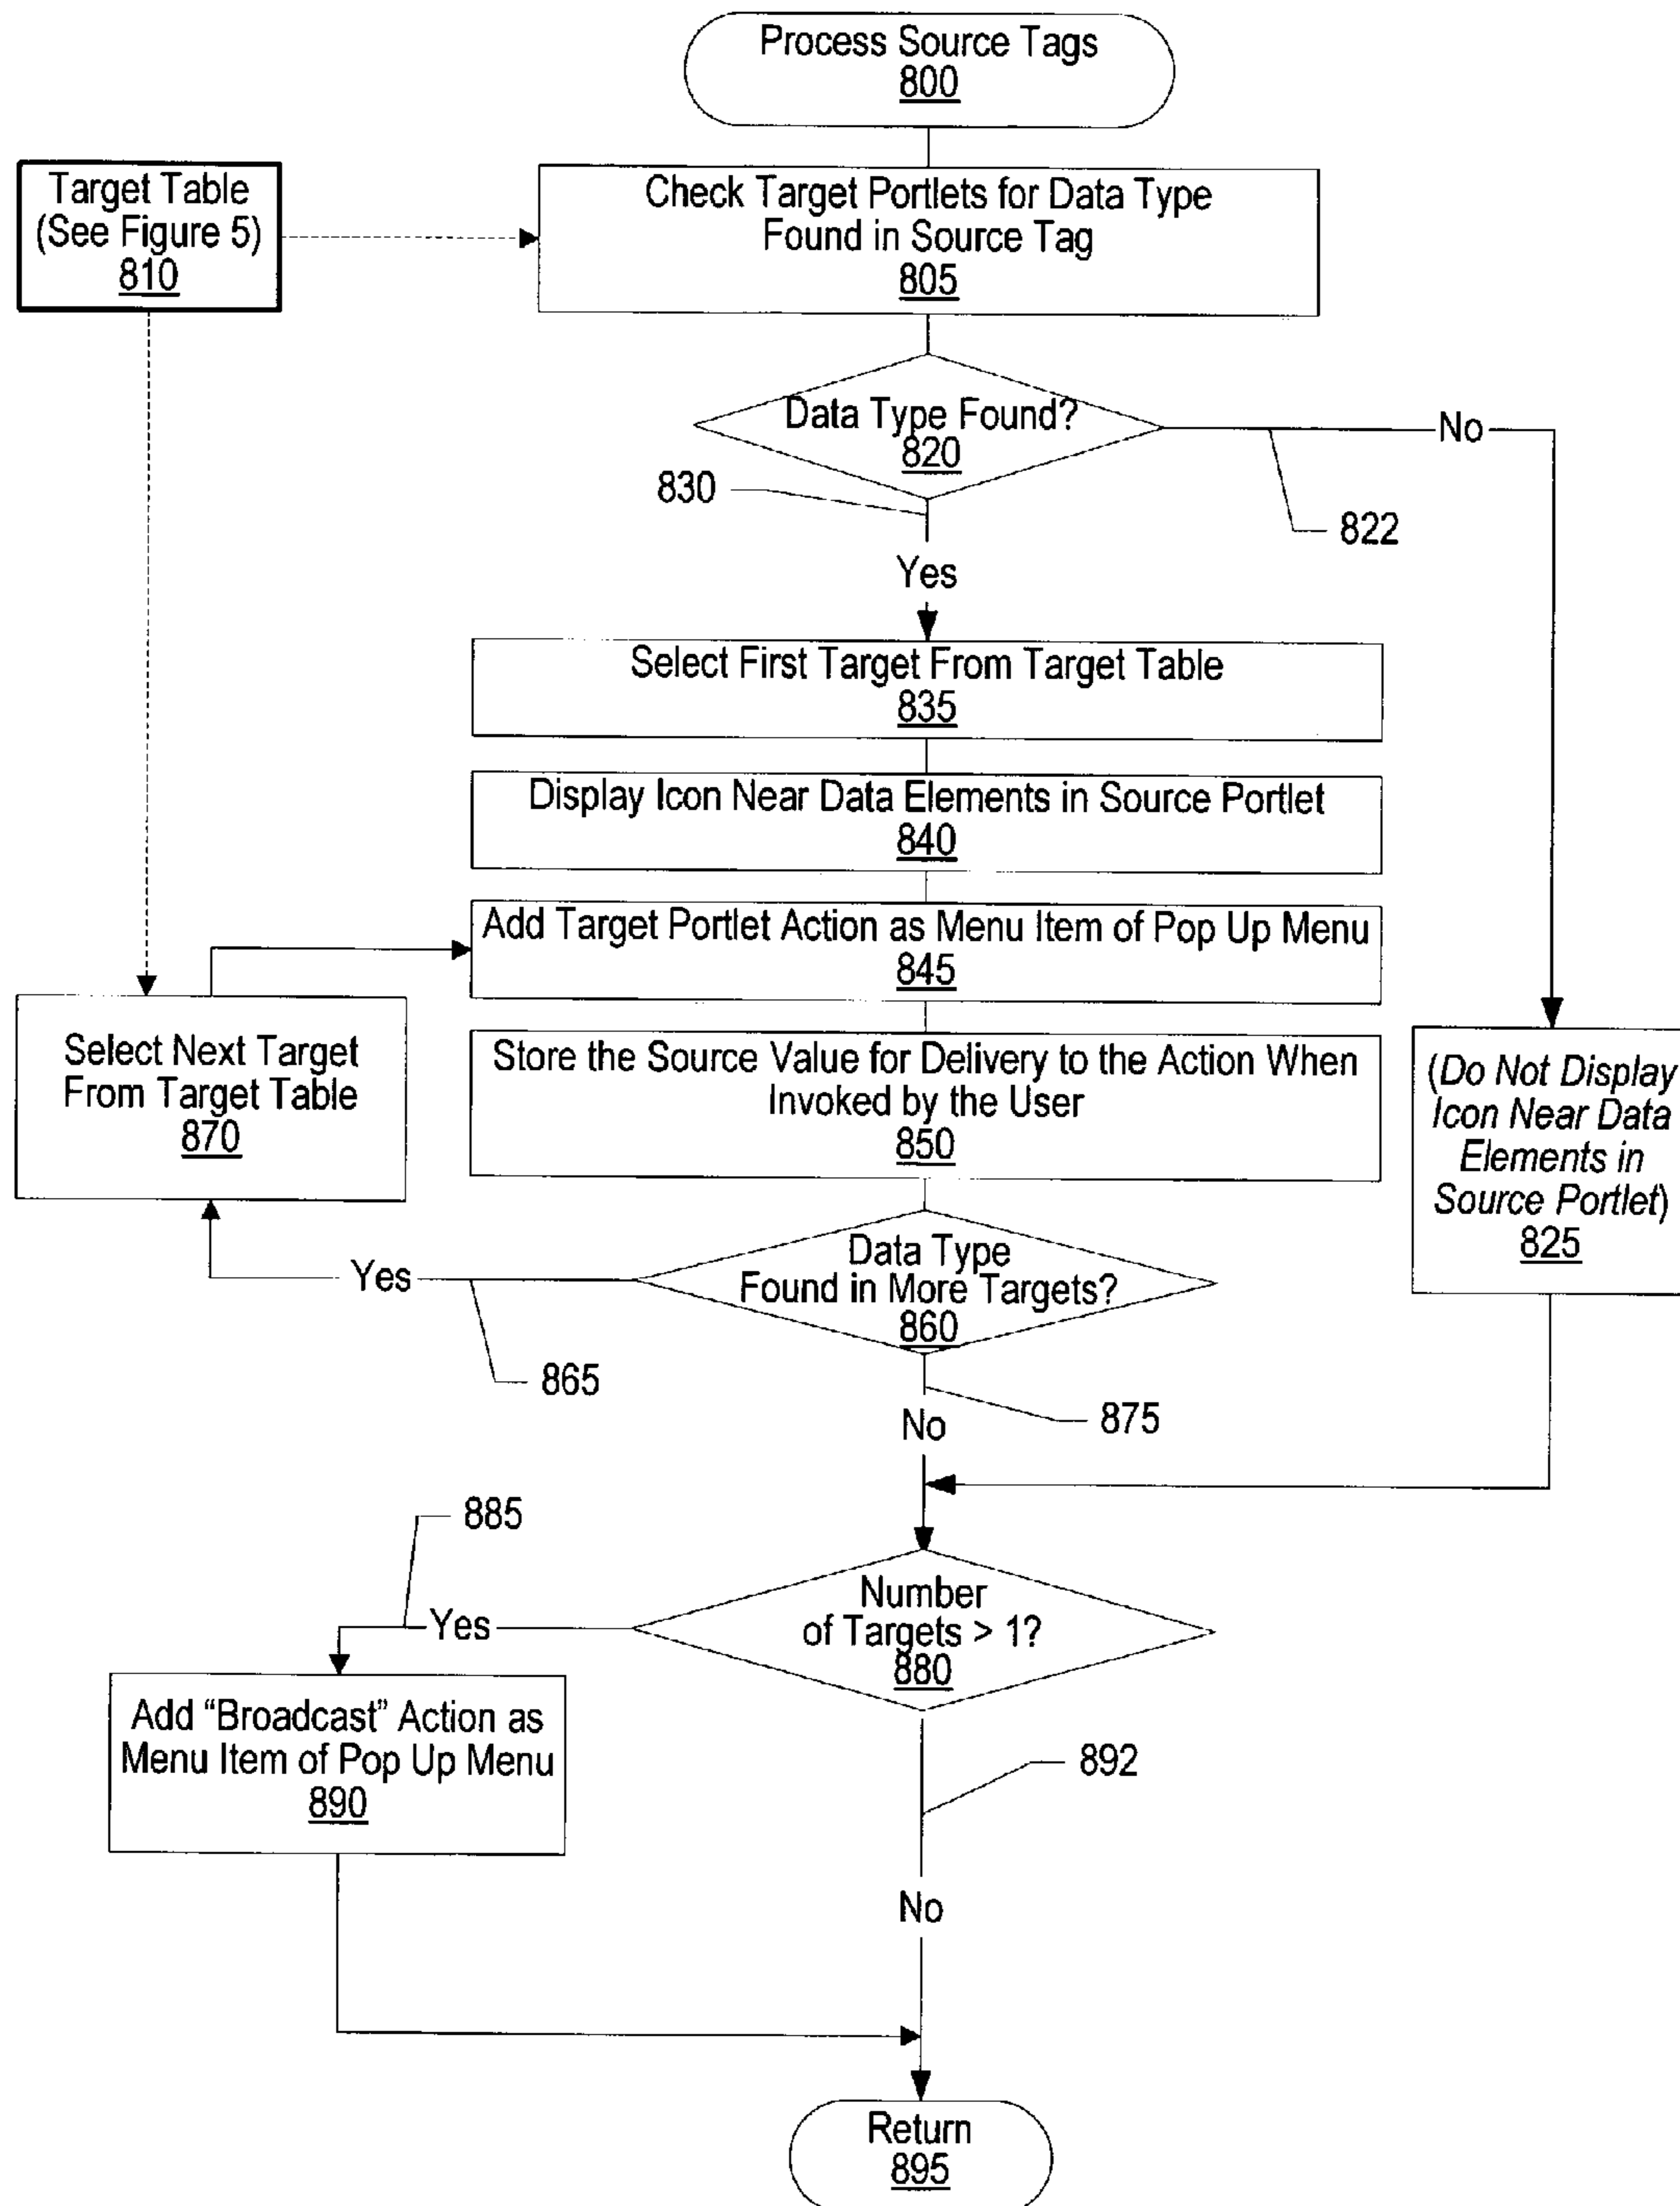 Process Source Tags
800
Target Table
(See Figure 5)
810
Check Target Portlets for Data Type
Found in Source Tag
805
Data Type Found?
820
No
830
822
Yes
Select First Target From Target Table
835
Display Icon Near Data Elements in Source Portlet
840
Add Target Portlet Action as Menu Item of Pop Up Menu
845
Select Next Target
From Target Table
870
Store the Source Value for Delivery to the Action When
Invoked by the User
850
(Do Not Display
Icon Near Data
Elements in
Source Portlet)
825
Data Type
Found in More Targets?
860
Yes
865
875
No
885
Number
of Targets > 1?
880
Yes
Add “Broadcast” Action as
Menu Item of Pop Up Menu
890
892
No
Return
895